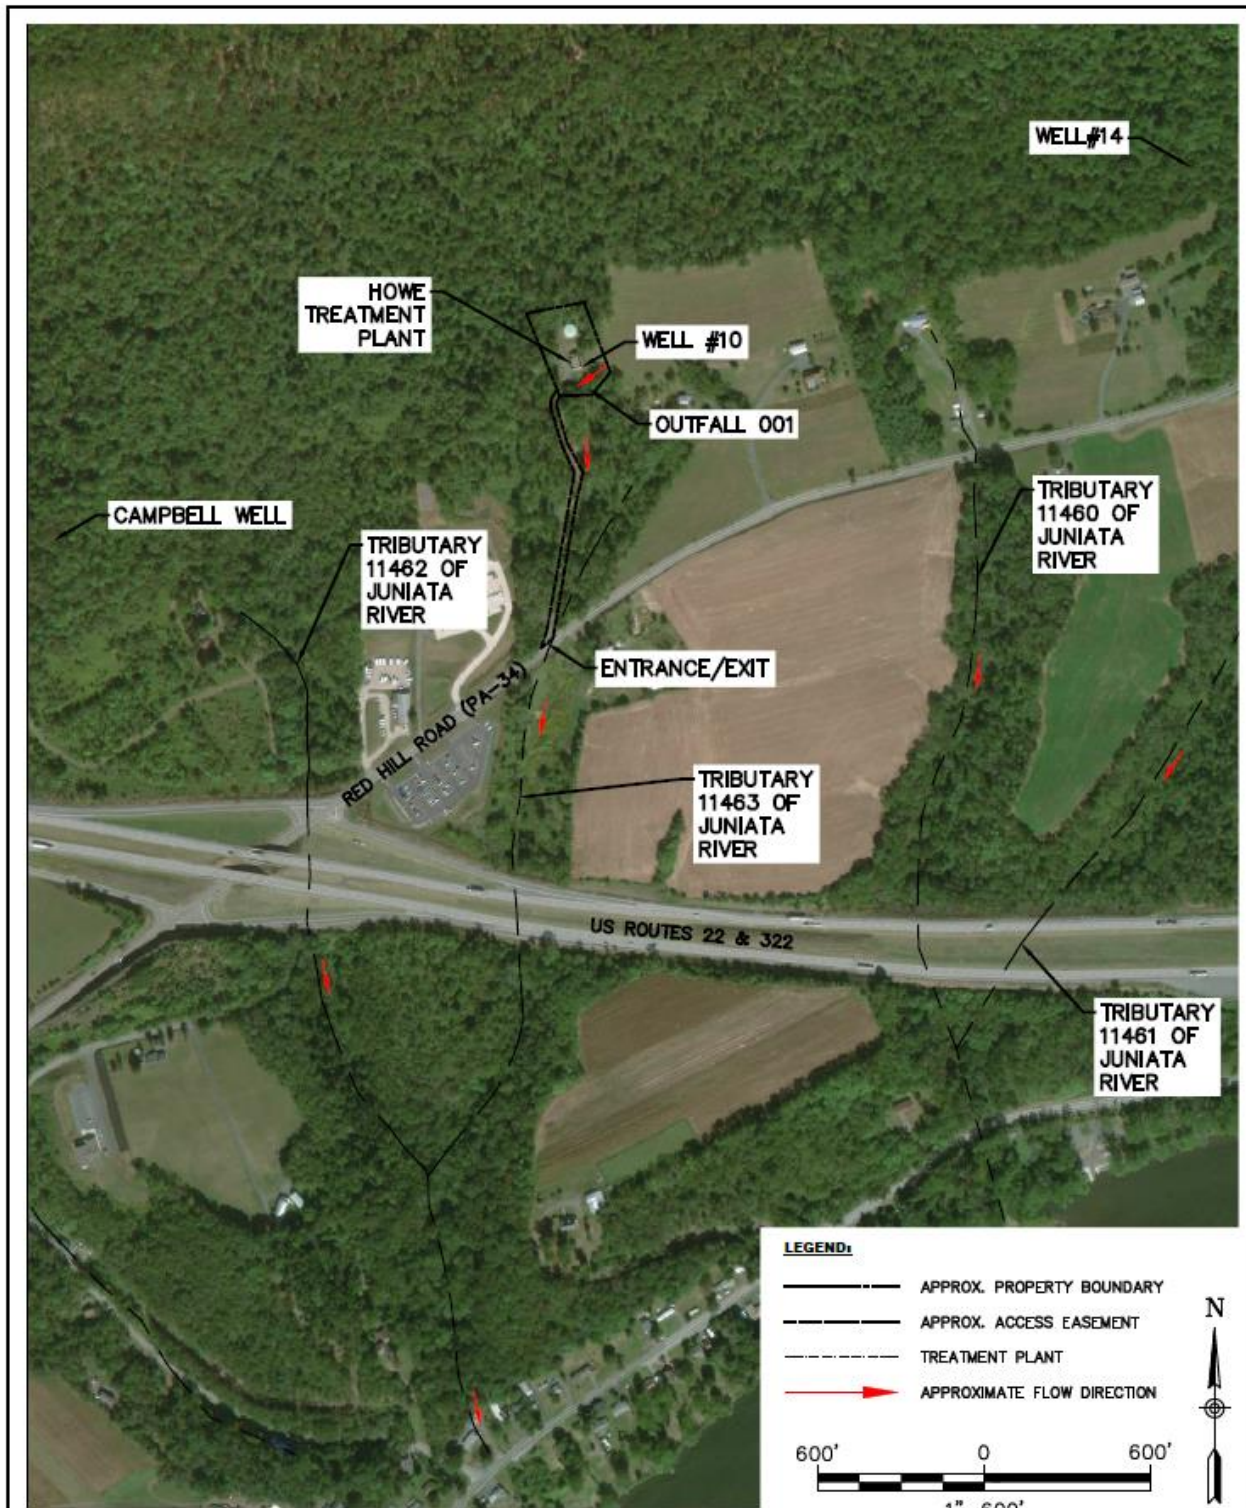 WELL#14
HOWE
TREATMENT
PLANT
WELL #10
OUTFALL 001
CAMPBELL WELL
TRIBUTARY
11462 OF
JUNIATA
RIVER
TRIBUTARY
11460 OF
JUNIATA
RIVER
ENTRANCE/EXIT
RED HILL ROAD (PA-34)
TRIBUTARY
11463 OF
JUNIATA
RIVER
US ROUTES 22 & 322
TRIBUTARY
11461 OF
JUNIATA
RIVER
LEGEND:
APPROX. PROPERTY BOUNDARY
APPROX. ACCESS EASEMENT
TREATMENT PLANT
APPROXIMATE FLOW DIRECTION
N
600' 0 600'